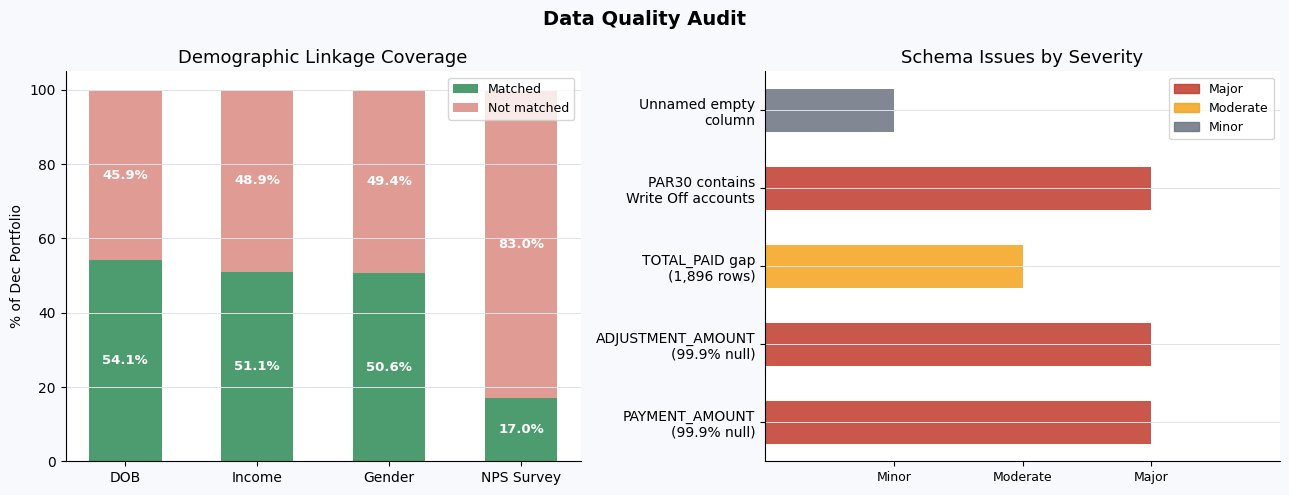 Data Quality Audit
Demographic Linkage Coverage
% of Dec Portfolio
100
80
60
40
20
0
Matched
Not matched
45.9%
48.9%
49.4%
83.0%
54.1%
51.1%
50.6%
17.0%
DOB
Income
Gender
NPS Survey
Schema Issues by Severity
Major
Moderate
Minor
Unnamed empty
column
PAR30 contains
Write Off accounts
TOTAL_PAID gap
(1,896 rows)
ADJUSTMENT_AMOUNT
(99.9% null)
PAYMENT_AMOUNT
(99.9% null)
Minor
Moderate
Major